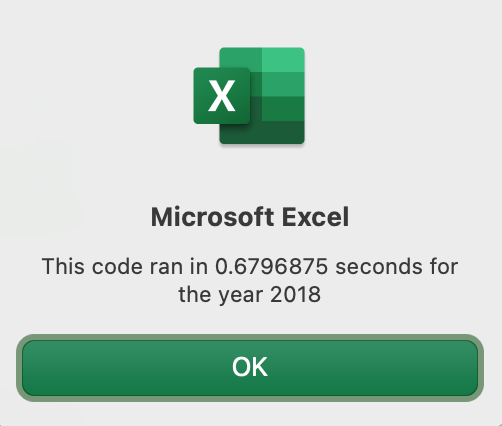 X
Microsoft Excel
This code ran in 0.6796875 seconds for
the year 2018
OK